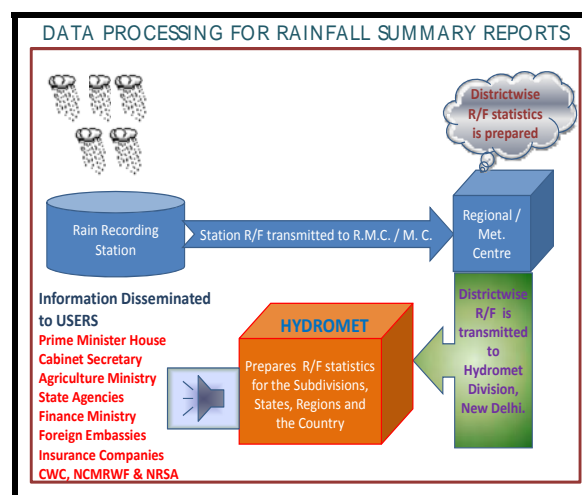 DATA PROCESSING FOR RAINFALL SUMMARY REPORTS
Districtwise
R/F statistics
is prepared
Rain Recording
Station
Station R/F transmitted to R.M.C. / M. C.
Regional /
Met.
Centre
Information Disseminated
to USERS
Prime Minister House
Cabinet Secretary
Agriculture Ministry
State Agencies
Finance Ministry
Foreign Embassies
Insurance Companies
CWC, NCMRWF & NRSA
HYDROMET
Prepares R/F statistics
for the Subdivisions,
States, Regions and
the Country
Districtwise
R/F is
transmitted
to
Hydromet
Division,
New Delhi.